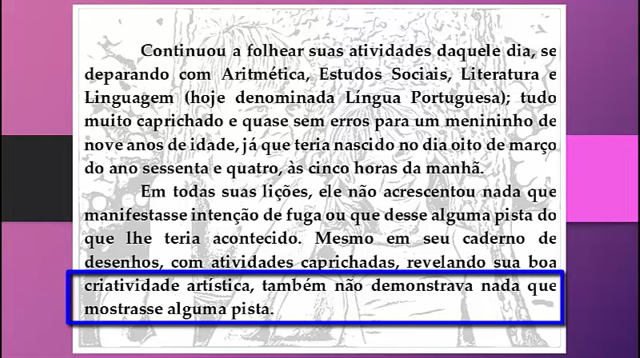 Continuou a folhear suas atividades daquele dia, se
deparando com Aritmética, Estudos Sociais, Literatura e
Linguagem (hoje denominada Língua Portuguesa); tudo
muito caprichado e quase sem erros para um menininho de
nove anos de idade, já que teria nascido no dia oito de março
do ano sessenta e quatro, às cinco horas da manhã.
Em todas suas lições, ele não acrescentou nada que
manifestasse intenção de fuga ou que desse alguma pista do
que lhe teria acontecido. Mesmo em seu caderno de
desenhos, com atividades caprichadas, revelando sua boa
criatividade artística, também não demonstrava nada que
mostrasse alguma pista.